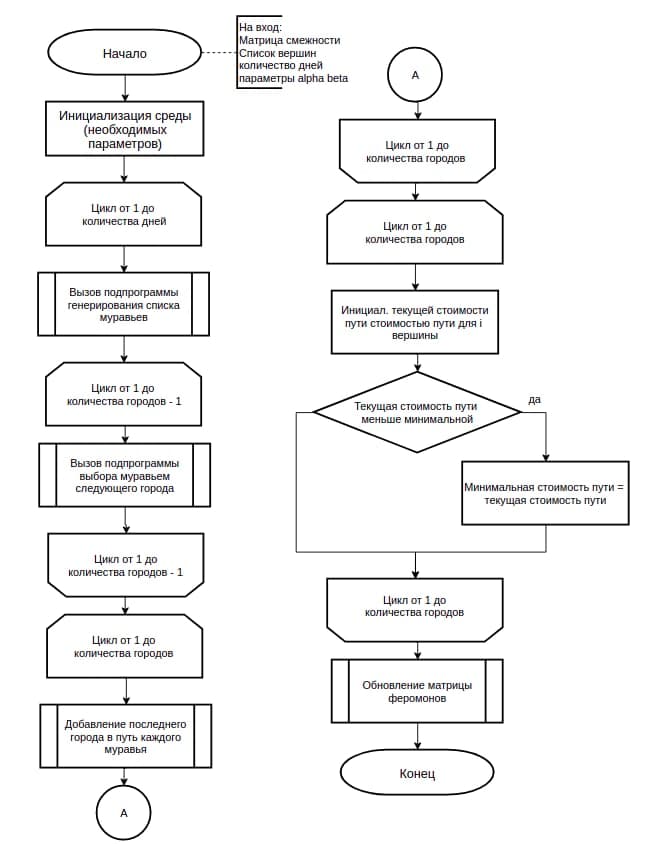 Начало
На вход:
Матрица смежности
Список вершин
количество дней
параметры alpha beta
Инициализация среды
(необходимых
параметров)
Цикл от 1 до
количества дней
Вызов подпрограммы
генерирования списка
муравьев
Цикл от 1 до
количества городов - 1
Вызов подпрограммы
выбора муравьем
следующего города
Цикл от 1 до
количества городов - 1
Цикл от 1 до
количества городов
Добавление последнего
города в путь каждого
муравья
А
А
Цикл от 1 до
количества городов
Цикл от 1 до
количества городов
Инициал. текущей стоимости
пути стоимостью пути для i
вершины
Текущая стоимость пути
меньше минимальной
да
Минимальная стоимость пути =
текущая стоимость пути
Цикл от 1 до
количества городов
Обновление матрицы
феромонов
Конец